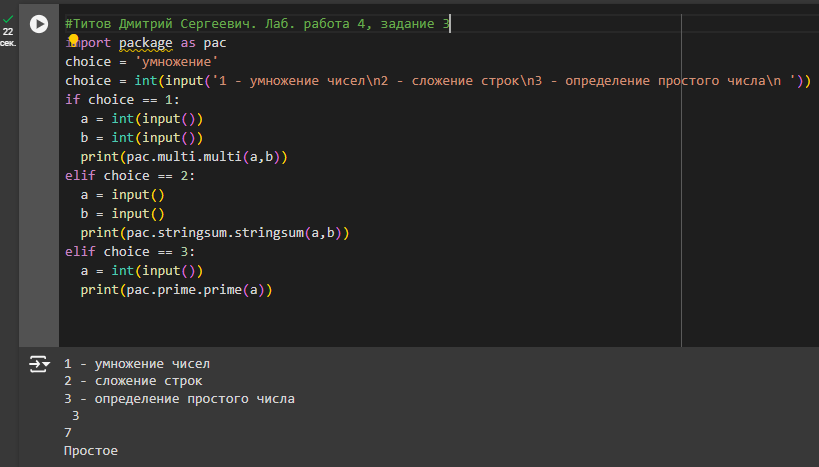 22
сек.
#Титов Дмитрий Сергеевич. Лаб. работа 4, задание 3
import package as pac
choice = 'умножение'
choice = int(input('1 - умножение чисел\n2 - сложение строк\n3 - определение простого числа\n '))
if choice == 1:
  a = int(input())
  b = int(input())
  print(pac.multi.multi(a,b))
elif choice == 2:
  a = input()
  b = input()
  print(pac.stringsum.stringsum(a,b))
elif choice == 3:
  a = int(input())
  print(pac.prime.prime(a))
1 - умножение чисел
2 - сложение строк
3 - определение простого числа
 3
7
Простое